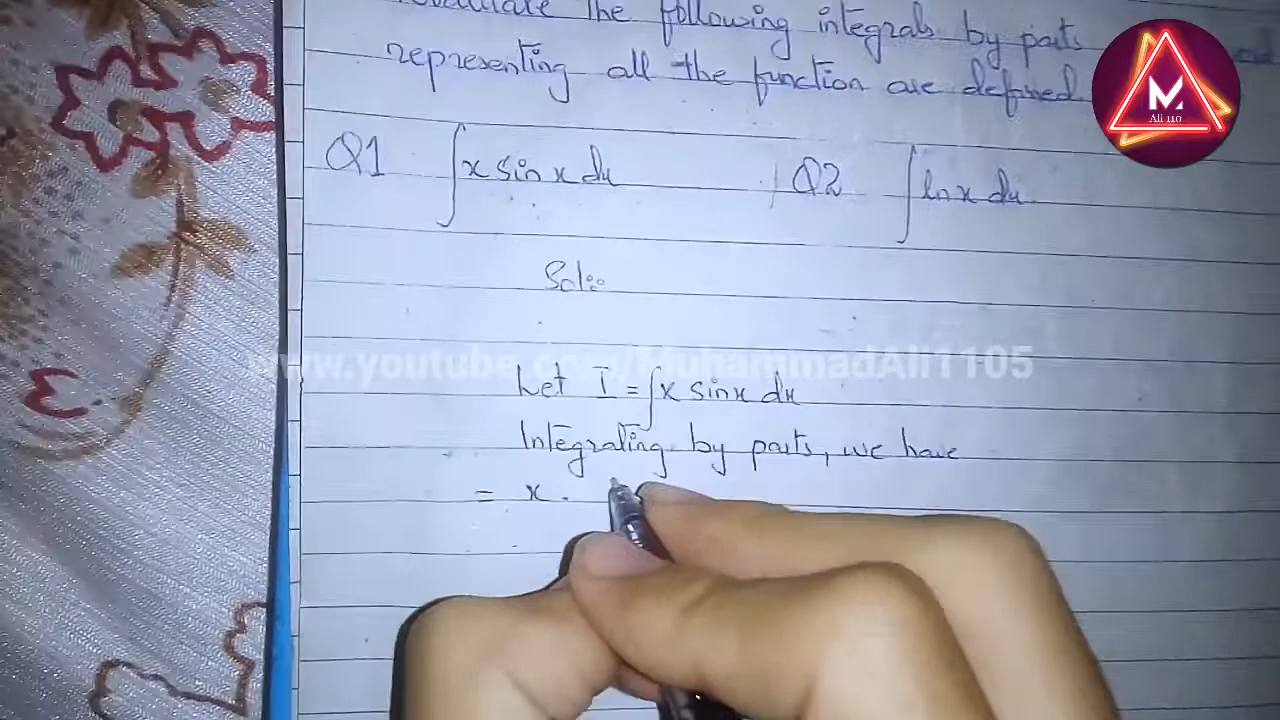 the following integrals by parts
representing all the function are defined.
Q1 ∫x sin x dx Q2 ∫ln x dx
Sol:-
www.youtube.com/MuhammadAli1105
Let I = ∫x sinx dx
Integrating by parts, we have
= x.
M
Ali 110